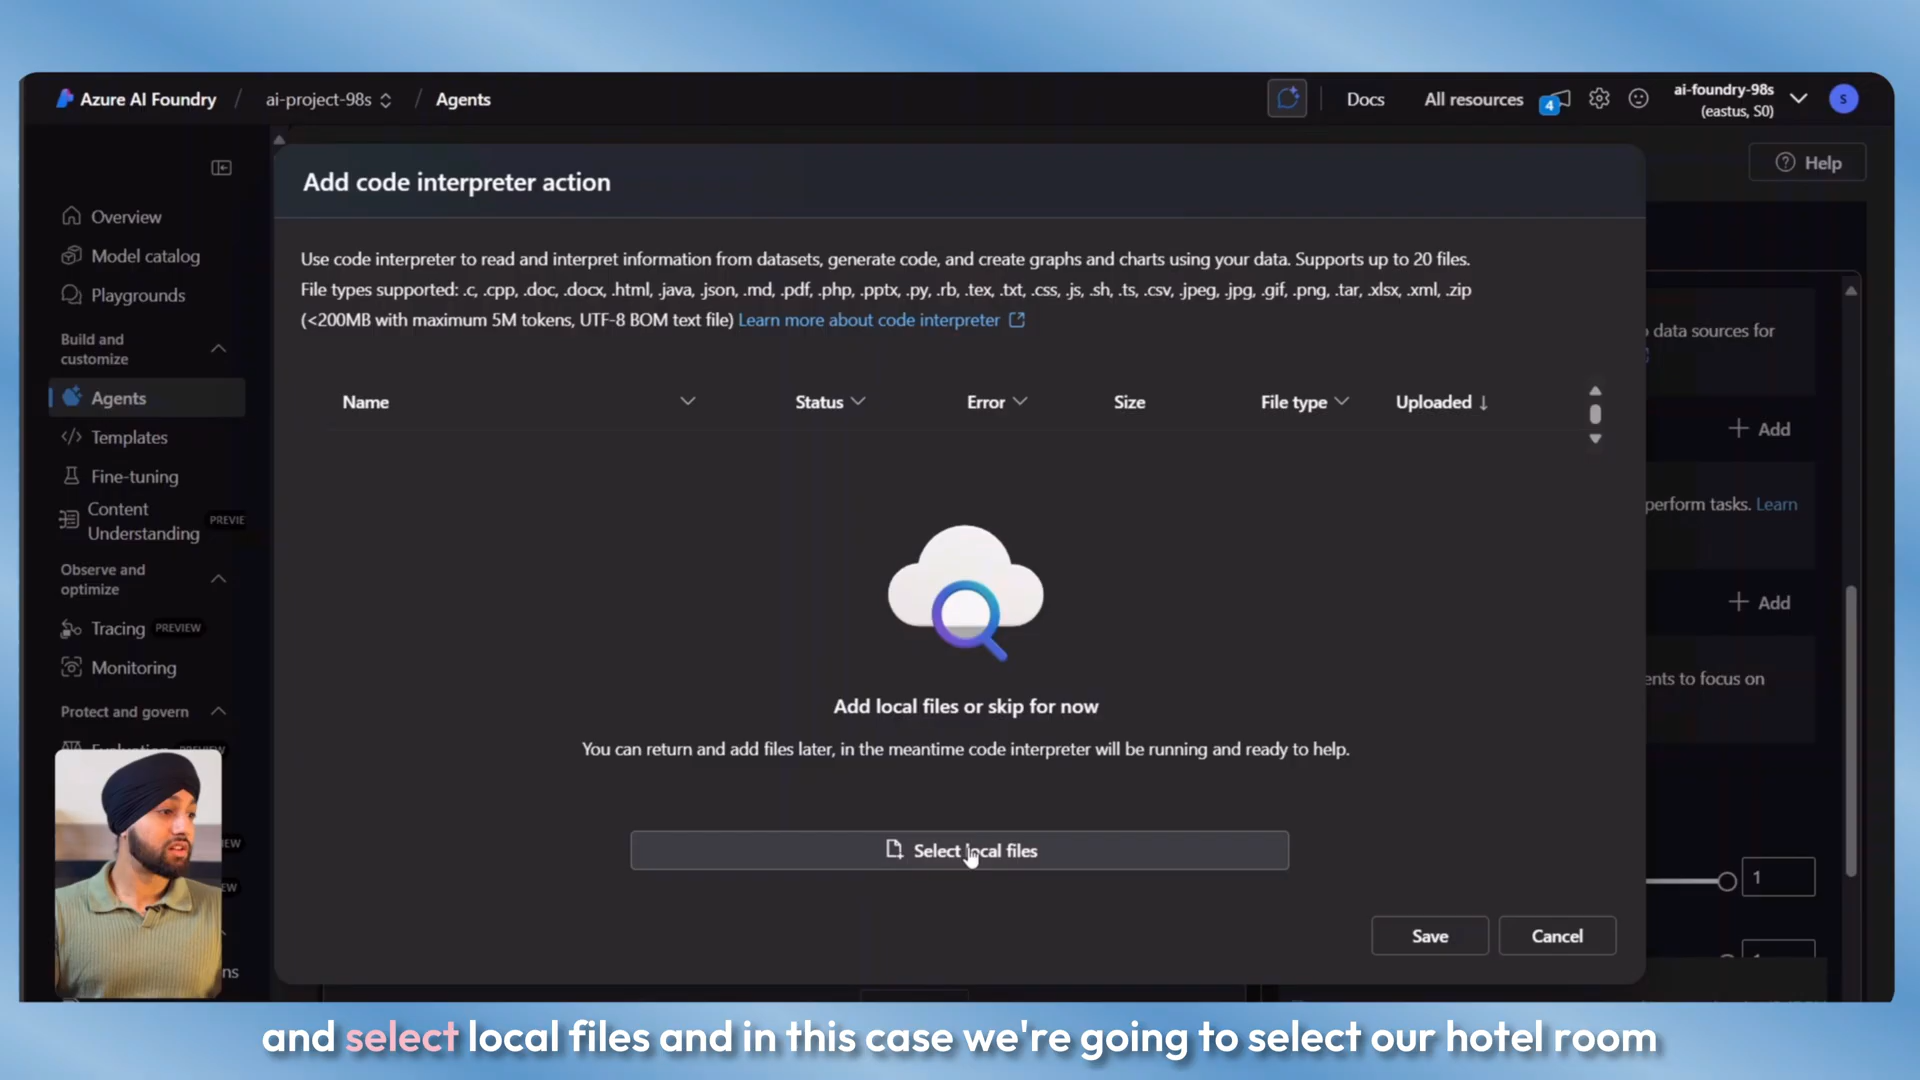 Azure AI Foundry / ai-project-98s / Agents
Docs
All resources
4
ai-foundry-98s
(eastus, S0)
S
Help
Overview
Model catalog
Playgrounds
Build and
customize
Agents
Templates
Fine-tuning
Content
Understanding
PREVIE
Observe and
optimize
Tracing PREVIEW
Monitoring
Protect and govern
Evaluation PREVIEW
EW
EW
ns
Add code interpreter action
Use code interpreter to read and interpret information from datasets, generate code, and create graphs and charts using your data. Supports up to 20 files.
File types supported: .c, .cpp, .doc, .docx, .html, .java, .json, .md, .pdf, .php, .pptx, .py, .rb, .tex, .txt, .css, .js, .sh, .ts, .csv, .jpeg, .jpg, .gif, .png, .tar, .xlsx, .xml, .zip
(<200MB with maximum 5M tokens, UTF-8 BOM text file) Learn more about code interpreter
Name Status Error Size File type Uploaded
Add local files or skip for now
You can return and add files later, in the meantime code interpreter will be running and ready to help.
Select local files
Save
Cancel
data sources for
+ Add
perform tasks. Learn
+ Add
ents to focus on
1
and select local files and in this case we're going to select our hotel room